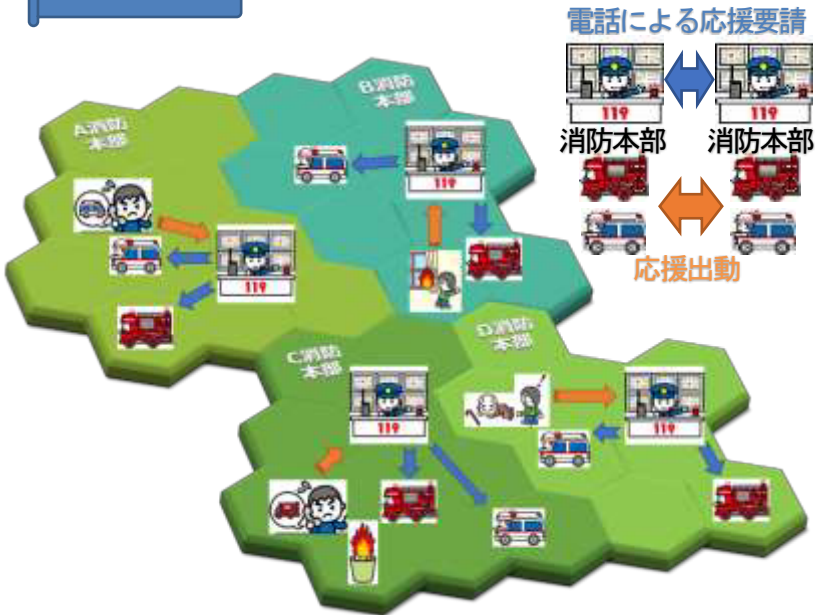 電話による応援要請
119
119
消防本部
消防本部
応援出動
A消防
本部
B消防
本部
119
119
C消防
本部
D消防
本部
119
119